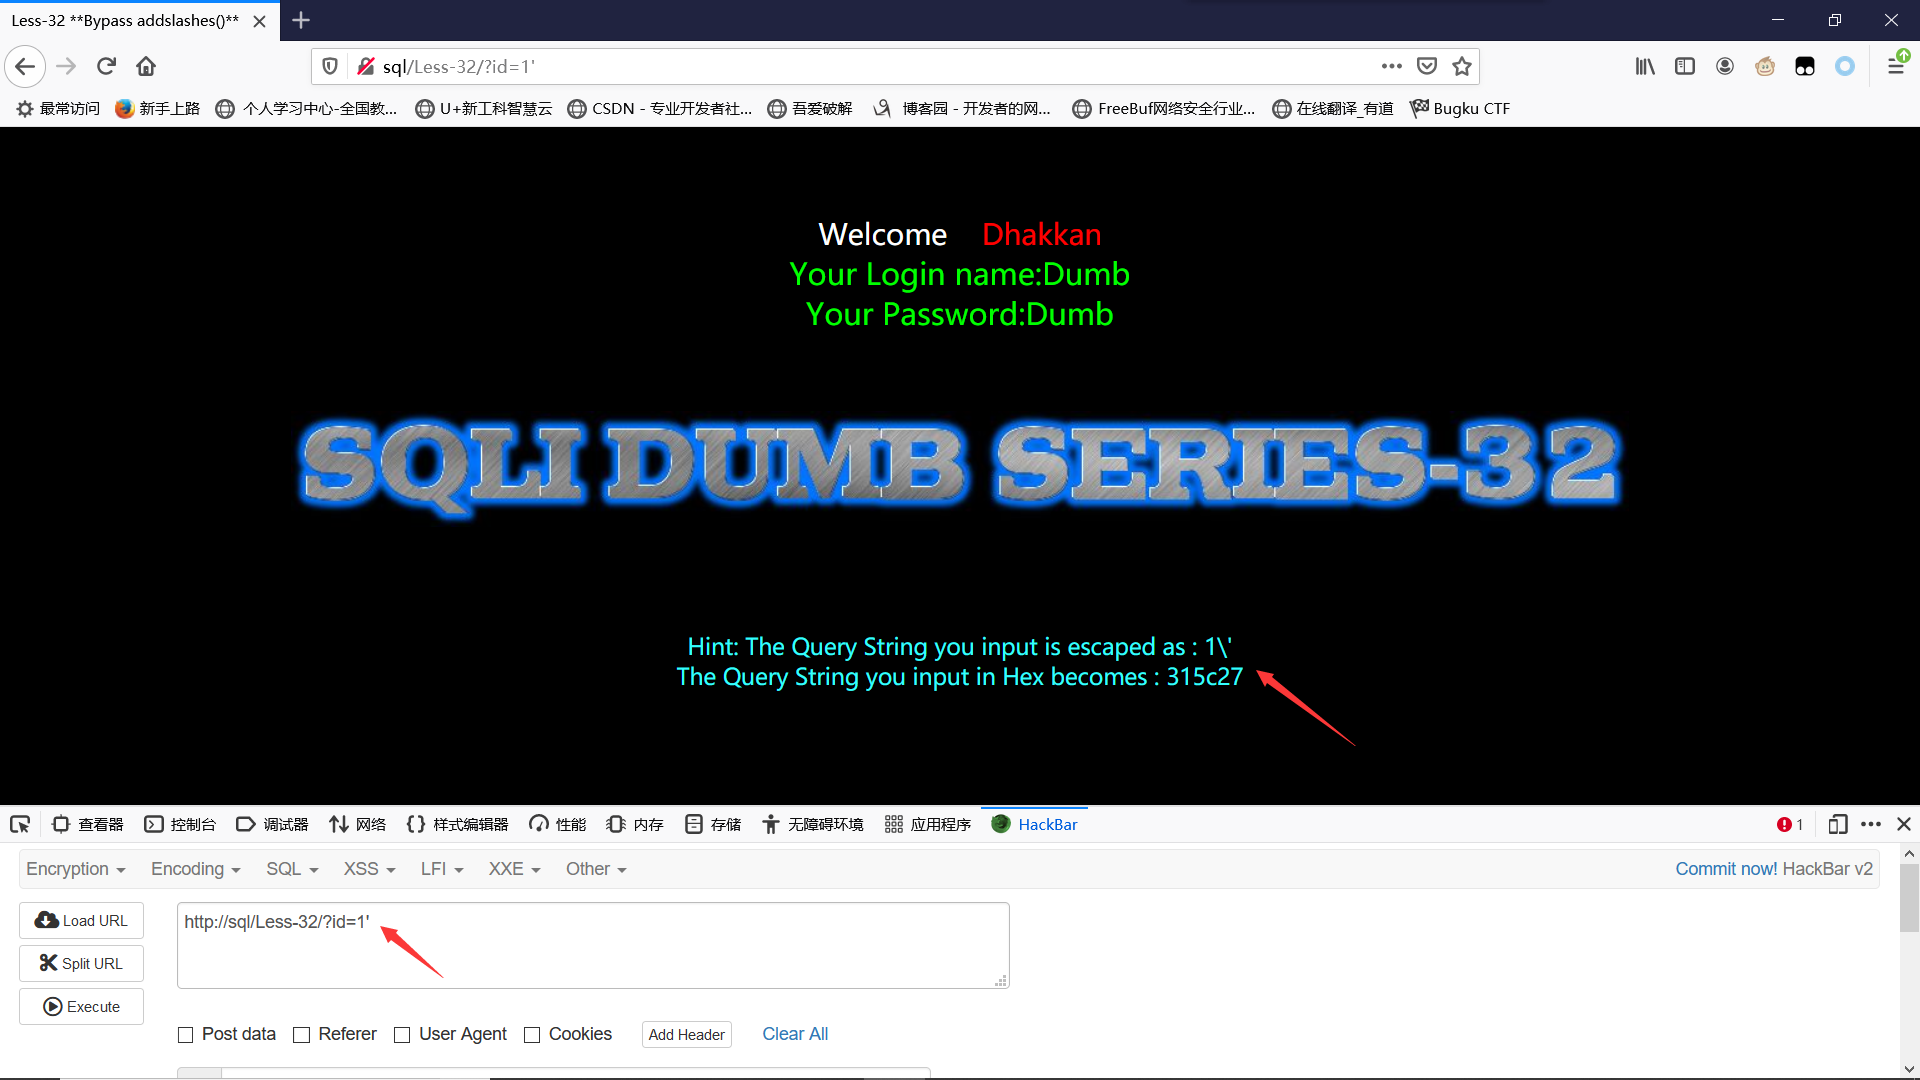 Less-32 **Bypass addslashes()**
sql/Less-32/?id=1'
最常访问 新手上路 个人学习中心-全国教... U+新工科智慧云 CSDN - 专业开发者社... 吾爱破解 博客园 - 开发者的网... FreeBuf网络安全行业... 在线翻译_有道 Bugku CTF
Welcome Dhakkan
Your Login name:Dumb
Your Password:Dumb
SQLI DUMB SERIES-32
Hint: The Query String you input is escaped as : 1\'
The Query String you input in Hex becomes : 315c27
查看器 控制台 调试器 网络 样式编辑器 性能 内存 存储 无障碍环境 应用程序 HackBar 1
Encryption Encoding SQL XSS LFI XXE Other Commit now! HackBar v2
Load URL http://sql/Less-32/?id=1'
Split URL
Execute
Post data Referer User Agent Cookies Add Header Clear All